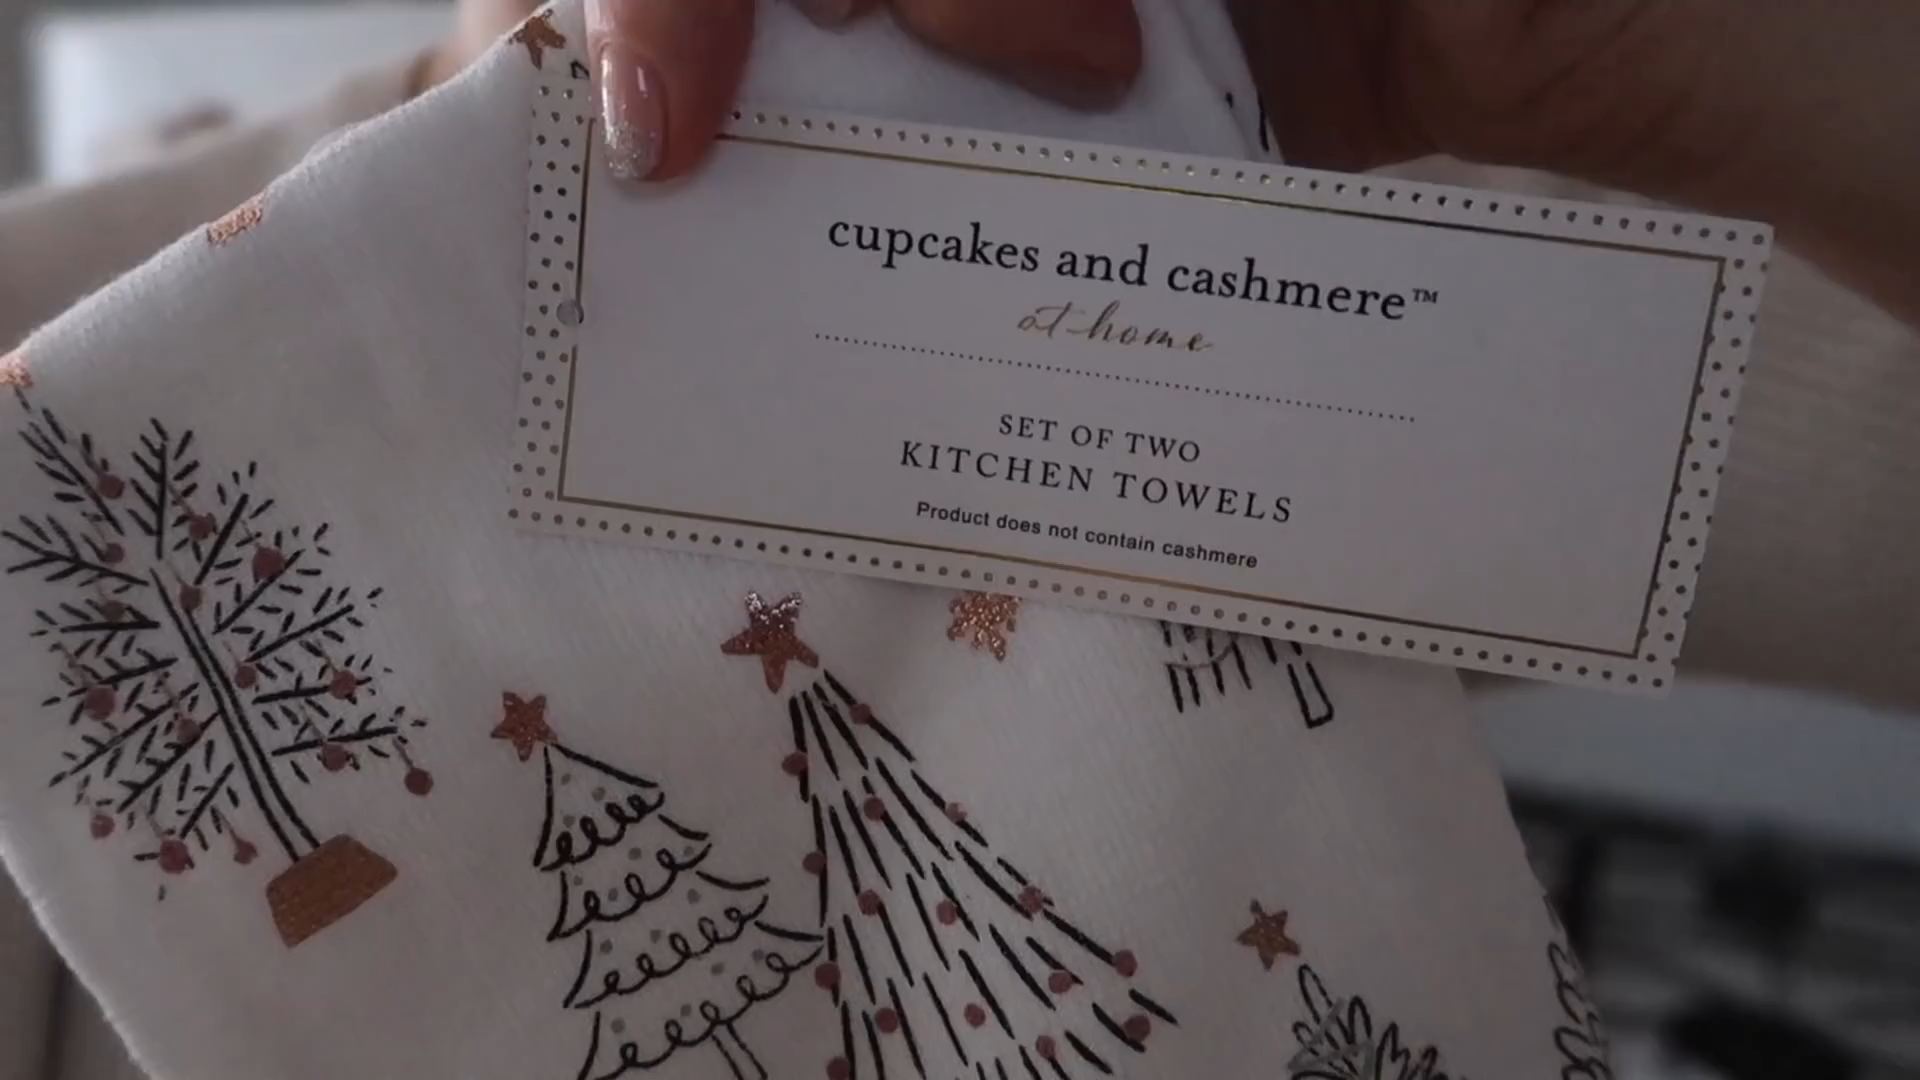 cupcakes and cashmere™
at home
SET OF TWO
KITCHEN TOWELS
Product does not contain cashmere